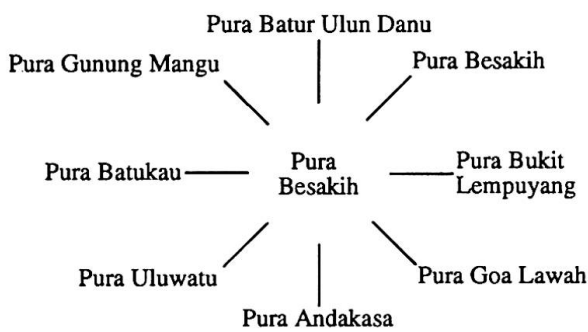 Pura Batur Ulun Danu
Pura Gunung Mangu
Pura Besakih
Pura Batukau
Pura
Besakih
Pura Bukit
Lempuyang
Pura Uluwatu
Pura Goa Lawah
Pura Andakasa